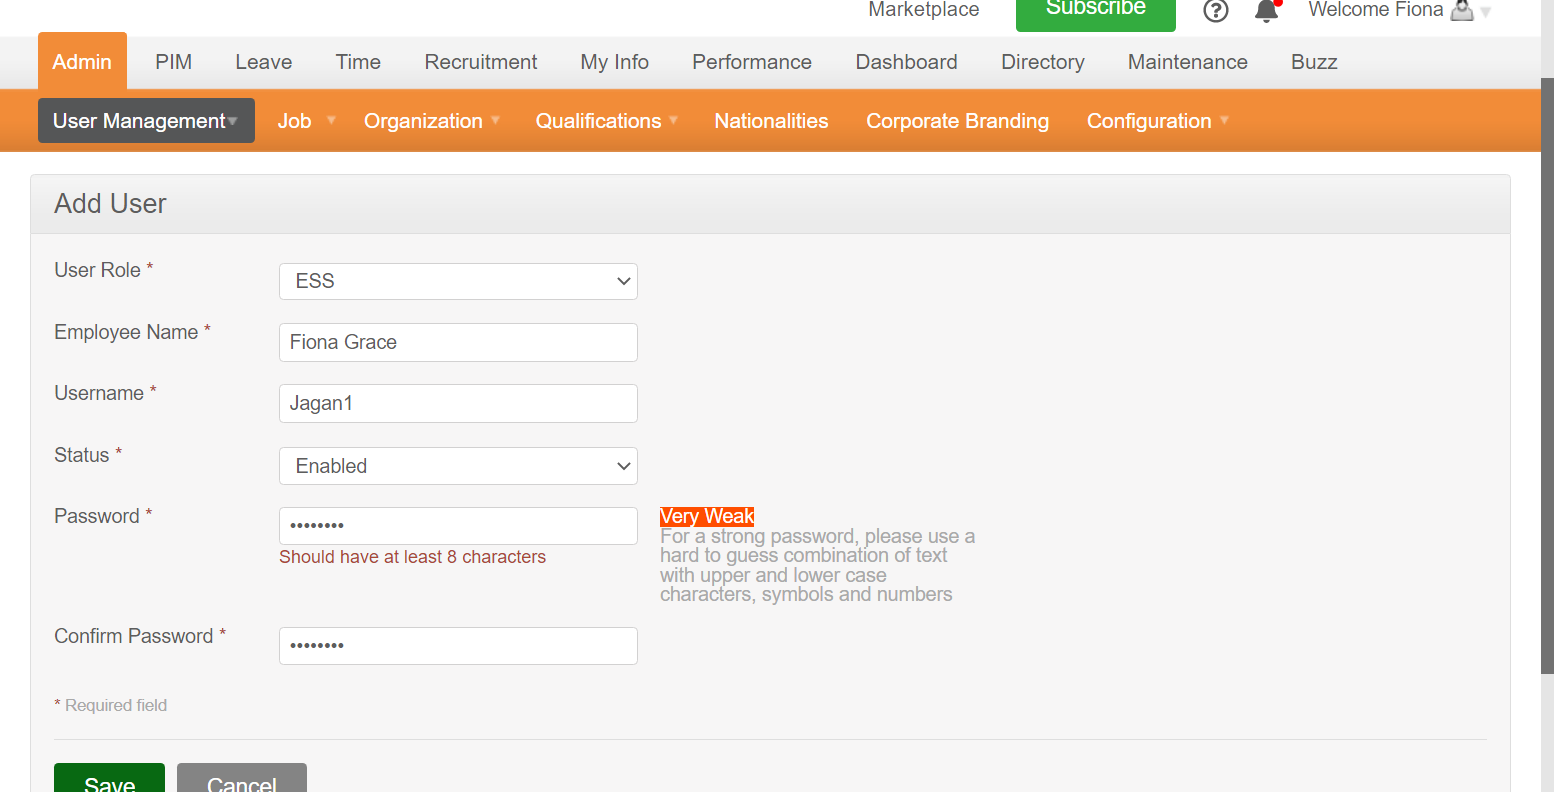 Marketplace Subscribe Welcome Fiona
Admin PIM Leave Time Recruitment My Info Performance Dashboard Directory Maintenance Buzz
User Management Job Organization Qualifications Nationalities Corporate Branding Configuration
Add User
User Role * ESS
Employee Name * Fiona Grace
Username * Jagan1
Status * Enabled
Password * ••••••••
Should have at least 8 characters
Very Weak
For a strong password, please use a
hard to guess combination of text
with upper and lower case
characters, symbols and numbers
Confirm Password * ••••••••
* Required field
Save Cancel